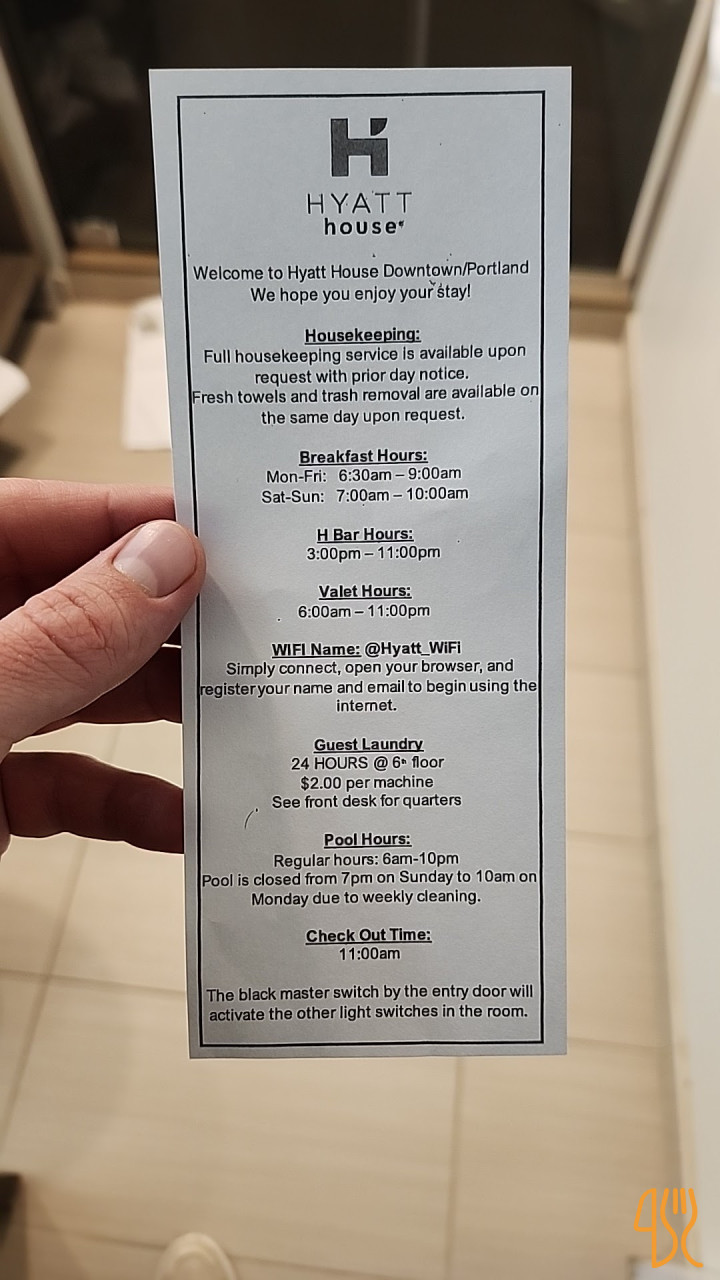 HYATT
house
Welcome to Hyatt House Downtown/Portland
We hope you enjoy your stay!
Housekeeping:
Full housekeeping service is available upon
request with prior day notice.
Fresh towels and trash removal are available on
the same day upon request.
Breakfast Hours:
Mon-Fri: 6:30am – 9:00am
Sat-Sun: 7:00am – 10:00am
H Bar Hours:
3:00pm – 11:00pm
Valet Hours:
6:00am – 11:00pm
WIFI Name: @Hyatt_WiFi
Simply connect, open your browser, and
register your name and email to begin using the
internet.
Guest Laundry
24 HOURS @ 6th floor
$2.00 per machine
See front desk for quarters
Pool Hours:
Regular hours: 6am-10pm
Pool is closed from 7pm on Sunday to 10am on
Monday due to weekly cleaning.
Check Out Time:
11:00am
The black master switch by the entry door will
activate the other light switches in the room.